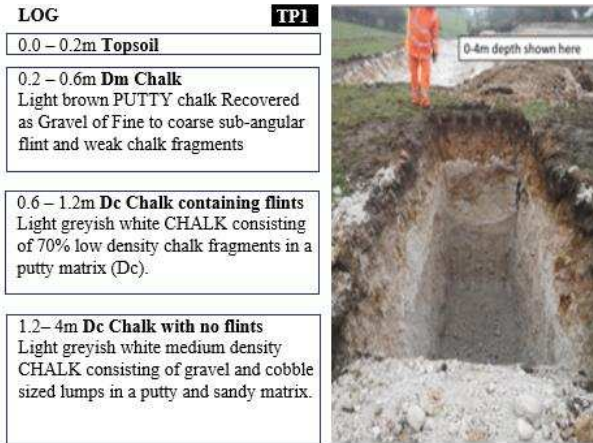 LOG TP1
0.0 – 0.2m Topsoil
0.2 – 0.6m Dm Chalk
Light brown PUTTY chalk Recovered
as Gravel of Fine to coarse sub-angular
flint and weak chalk fragments
0.6 – 1.2m Dc Chalk containing flints
Light greyish white CHALK consisting
of 70% low density chalk fragments in a
putty matrix (Dc).
1.2– 4m Dc Chalk with no flints
Light greyish white medium density
CHALK consisting of gravel and cobble
sized lumps in a putty and sandy matrix.
0-4m depth shown here